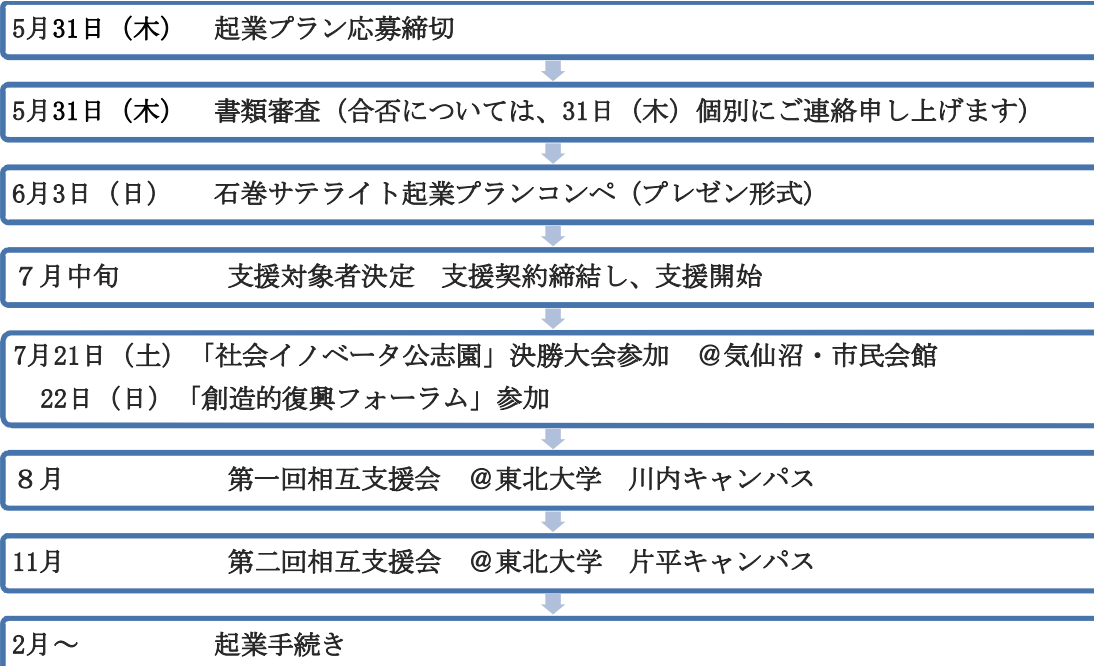 5月31日（木）　起業プラン応募締切
5月31日（木）　書類審査（合否については、31日（木）個別にご連絡申し上げます）
6月3日（日）　石巻サテライト起業プランコンペ（プレゼン形式）
７月中旬　支援対象者決定　支援契約締結し、支援開始
7月21日（土）「社会イノベータ公志園」決勝大会参加　＠気仙沼・市民会館
22日（日）「創造的復興フォーラム」参加
８月　第一回相互支援会　＠東北大学　川内キャンパス
11月　第二回相互支援会　＠東北大学　片平キャンパス
2月～　起業手続き